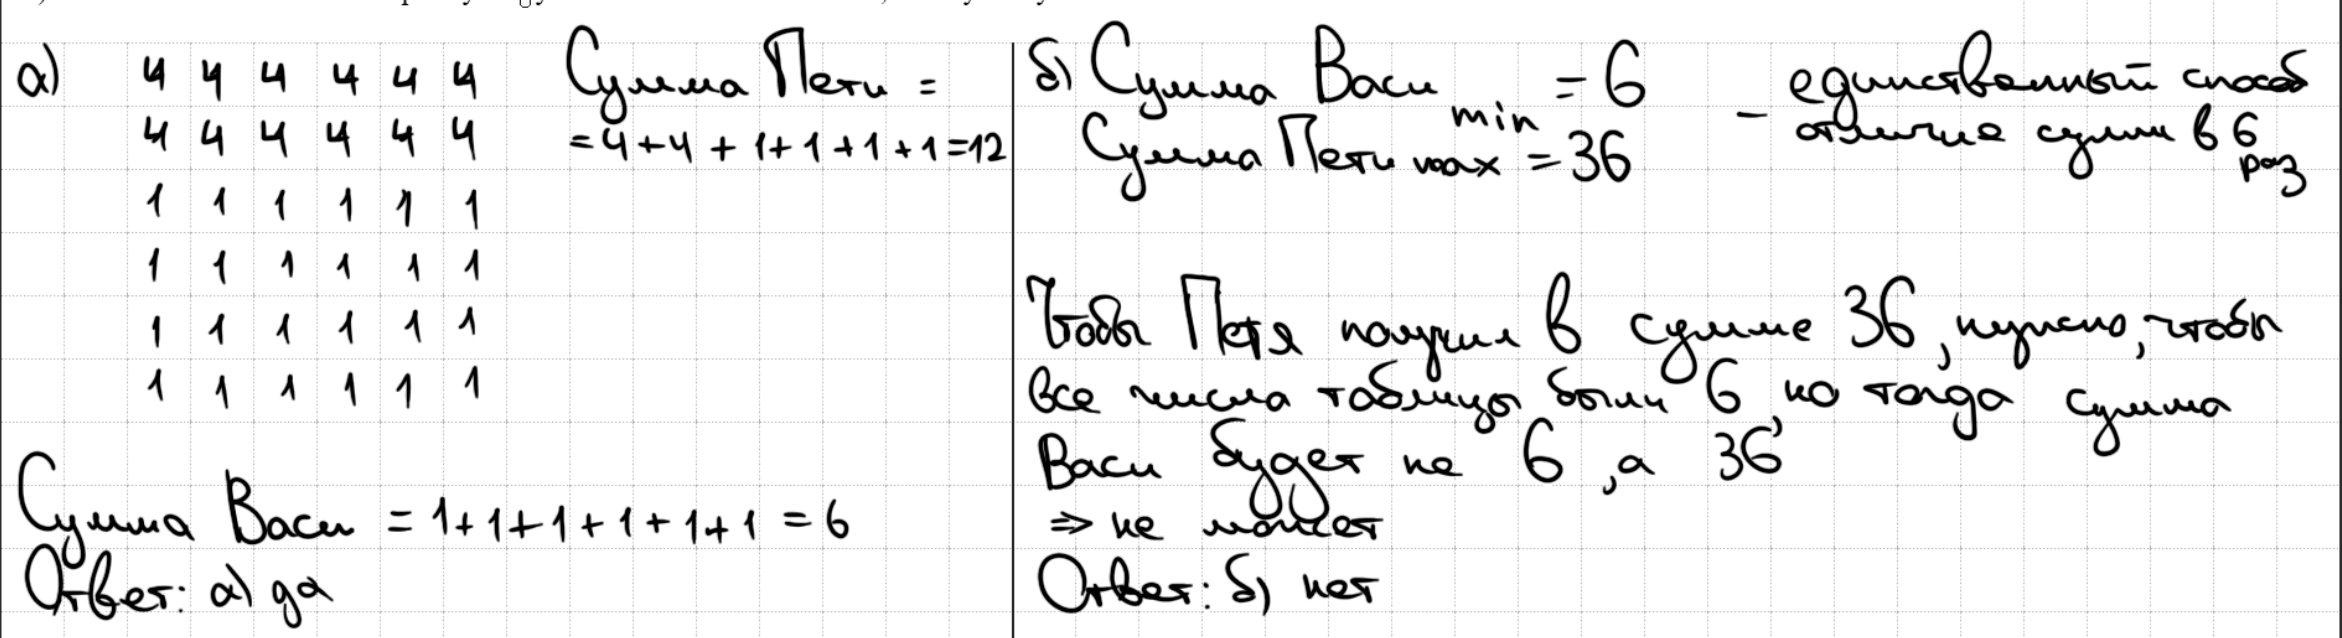 а) 4 4 4 4 4 4
4 4 4 4 4 4
1 1 1 1 1 1
1 1 1 1 1 1
1 1 1 1 1 1
1 1 1 1 1 1
Сумма Пети =
= 4 + 4 + 1 + 1 + 1 + 1 = 12
Сумма Васи = 1 + 1 + 1 + 1 + 1 + 1 = 6
Ответ: а) да
б) Сумма Васи min = 6
Сумма Пети max = 36
— единственный способ
отличие сумм в 6
раз
Чтобы Петя получил в сумме 36, нужно, чтобы
все числа таблицы были 6, но тогда сумма
Васи будет не 6, а 36
⇒ не может
Ответ: б) нет